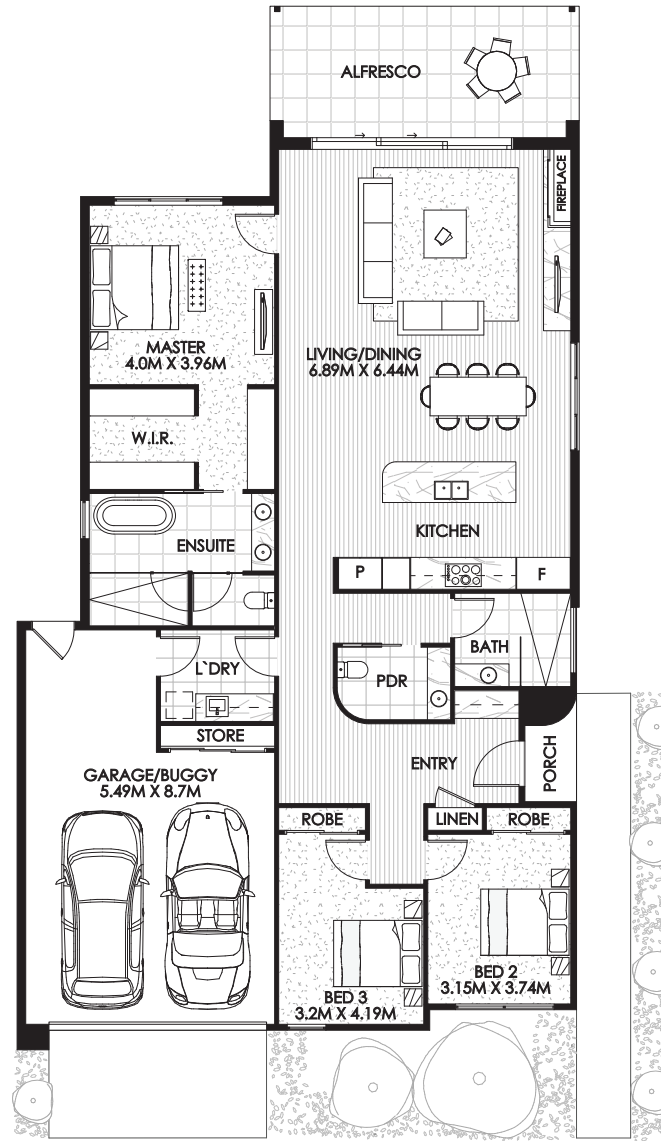 ALFRESCO
FIREPLACE
MASTER
4.0M X 3.96M
LIVING/DINING
6.89M X 6.44M
W.I.R.
ENSUITE
KITCHEN
P
F
BATH
L`DRY
PDR
STORE
ENTRY
PORCH
GARAGE/BUGGY
5.49M X 8.7M
ROBE
LINEN
ROBE
BED 2
3.15M X 3.74M
BED 3
3.2M X 4.19M